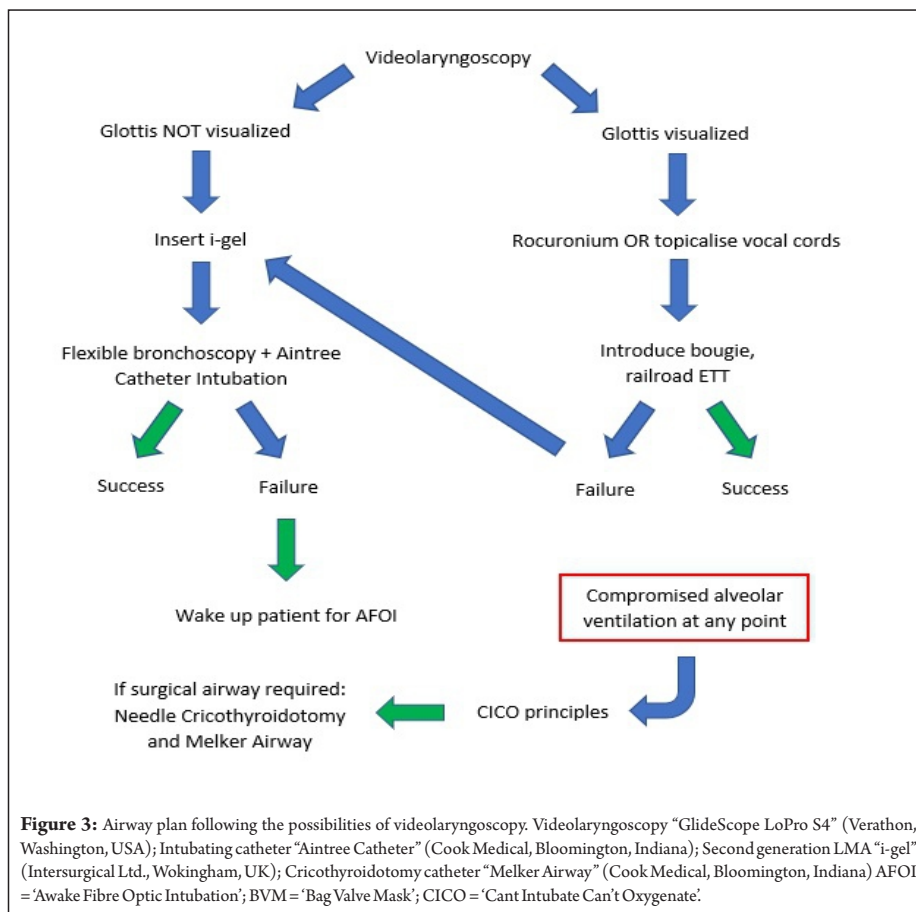 Videolaryngoscopy
Glottis NOT visualized
Glottis visualized
Insert i-gel
Rocuronium OR topicalise vocal cords
Flexible bronchoscopy + Aintree
Catheter Intubation
Introduce bougie,
railroad ETT
Success
Failure
Failure
Success
Wake up patient for AFOI
Compromised alveolar
ventilation at any point
If surgical airway required:
Needle Cricothyroidotomy
and Melker Airway
CICO principles
Figure 3: Airway plan following the possibilities of videolaryngoscopy. Videolaryngoscopy “GlideScope LoPro S4” (Verathon,
Washington, USA); Intubating catheter “Aintree Catheter” (Cook Medical, Bloomington, Indiana); Second generation LMA “i-gel”
(Intersurgical Ltd., Wokingham, UK); Cricothyroidotomy catheter “Melker Airway” (Cook Medical, Bloomington, Indiana) AFOI
= ‘Awake Fibre Optic Intubation’; BVM = ‘Bag Valve Mask’; CICO = ‘Cant Intubate Can’t Oxygenate’.